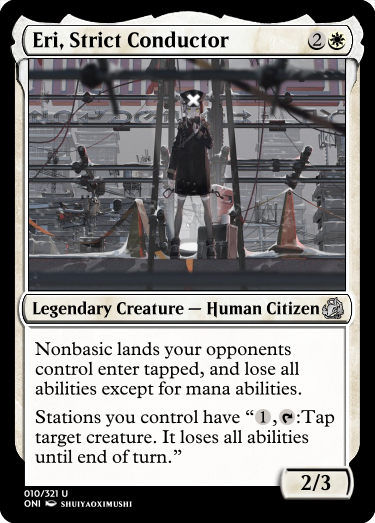 Eri, Strict Conductor 2
Legendary Creature — Human Citizen
Nonbasic lands your opponents
control enter tapped, and lose all
abilities except for mana abilities.
Stations you control have “1,:Tap
target creature. It loses all abilities
until end of turn.”
2/3
010/321 U
ONI SHUIYAOXIMUSHI